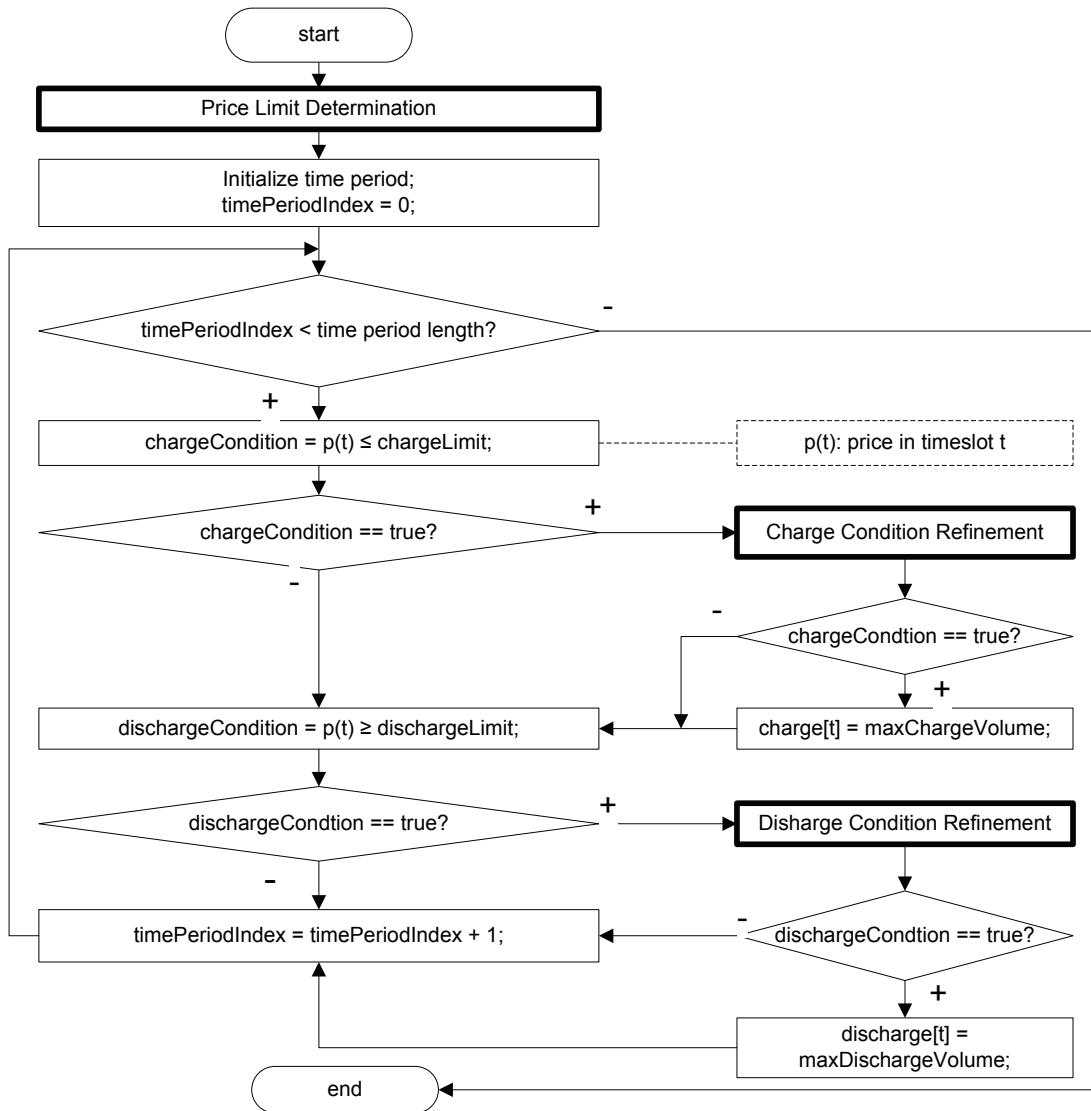 start
Price Limit Determination
Initialize time period;
timePeriodIndex = 0;
timePeriodIndex < time period length?
-
+
chargeCondition = p(t) ≤ chargeLimit;
p(t): price in timeslot t
chargeCondition == true?
+
-
Charge Condition Refinement
chargeCondtion == true?
-
+
charge[t] = maxChargeVolume;
dischargeCondition = p(t) ≥ dischargeLimit;
dischargeCondtion == true?
+
-
Disharge Condition Refinement
dischargeCondtion == true?
-
+
timePeriodIndex = timePeriodIndex + 1;
discharge[t] =
maxDischargeVolume;
end